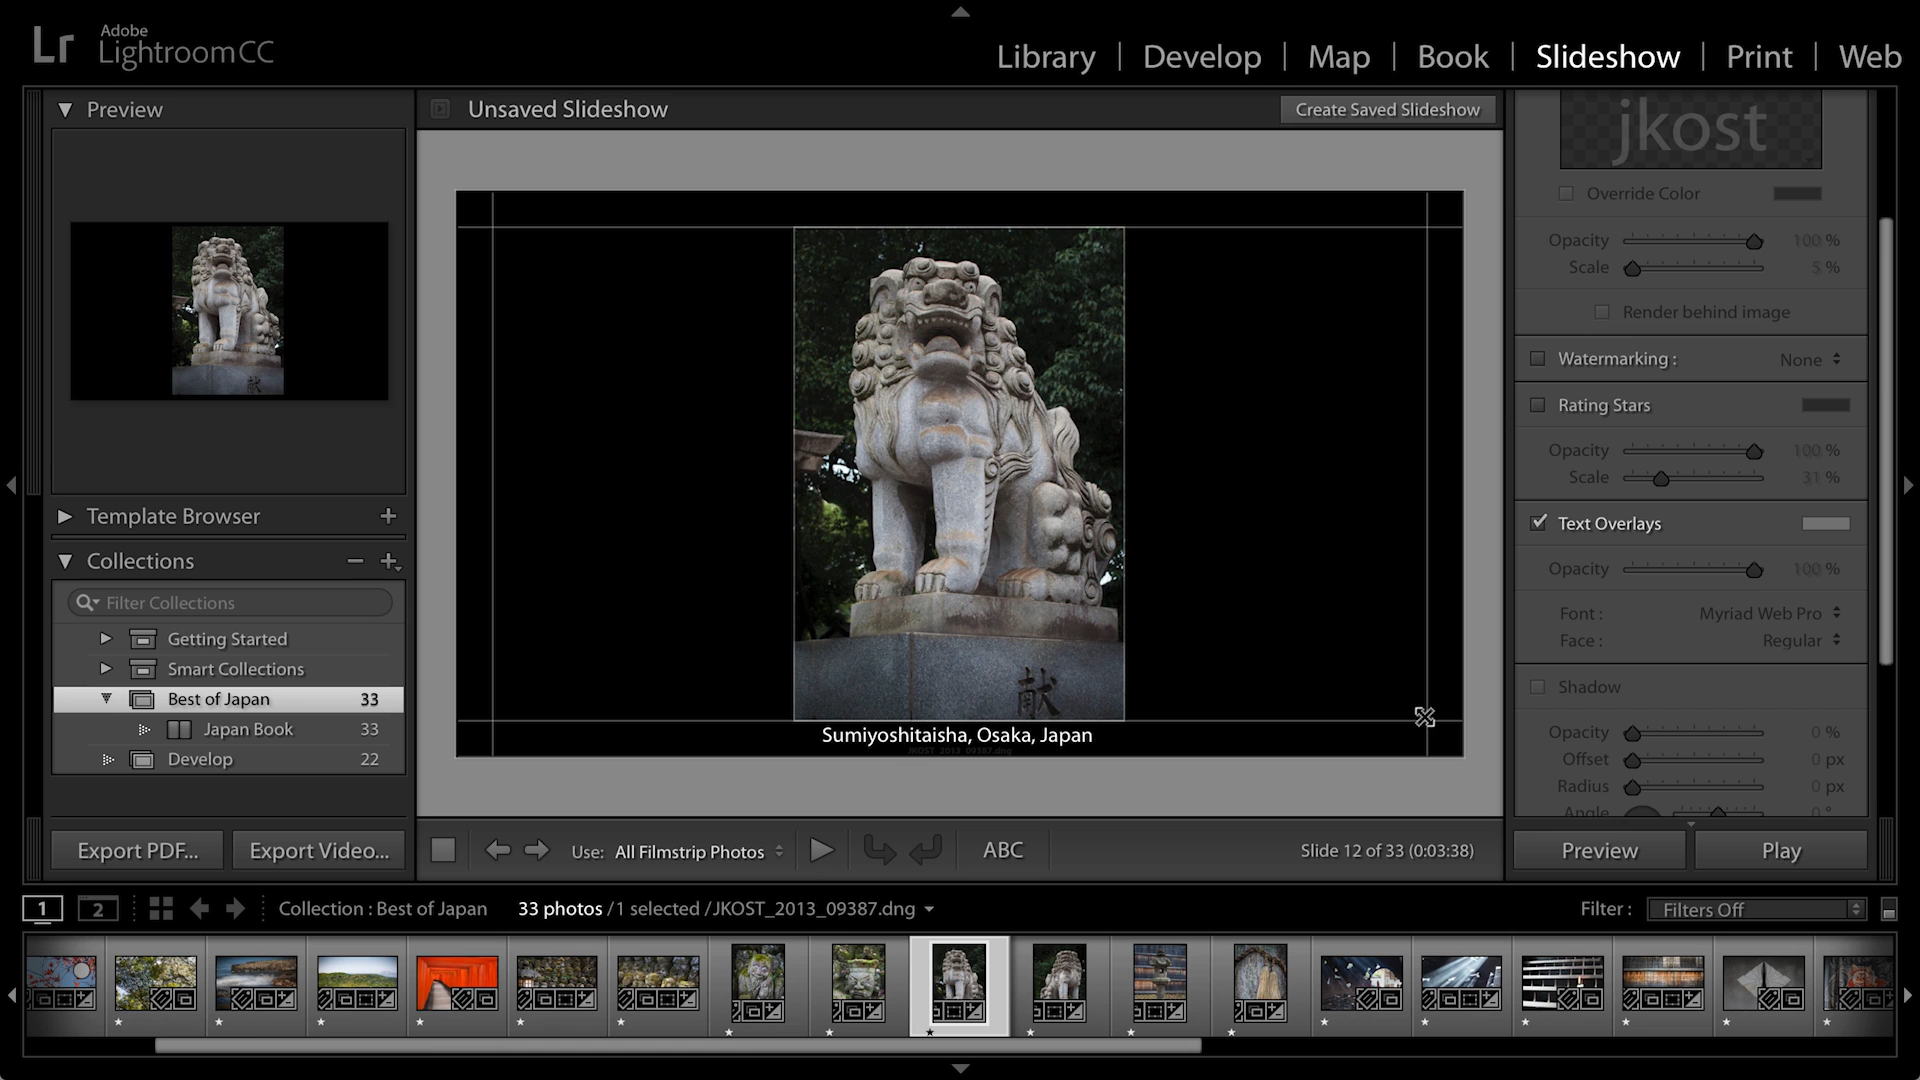 Lr Adobe
Lightroom CC
Library | Develop | Map | Book | Slideshow | Print | Web
Preview
Template Browser +
Collections − +
Filter Collections
Getting Started
Smart Collections
Best of Japan 33
Japan Book 33
Develop 22
Export PDF... Export Video...
Unsaved Slideshow Create Saved Slideshow
献
Sumiyoshitaisha, Osaka, Japan
JKOST_2013_09387.dng
Use: All Filmstrip Photos ABC Slide 12 of 33 (0:03:38)
jkost
Override Color
Opacity 100 %
Scale 5 %
Render behind image
Watermarking : None
Rating Stars
Opacity 100 %
Scale 31 %
Text Overlays
Opacity 100 %
Font : Myriad Web Pro
Face : Regular
Shadow
Opacity 0 %
Offset 0 px
Radius 0 px
Angle 0 °
Preview Play
1 2 Collection : Best of Japan 33 photos / 1 selected / JKOST_2013_09387.dng Filter : Filters Off